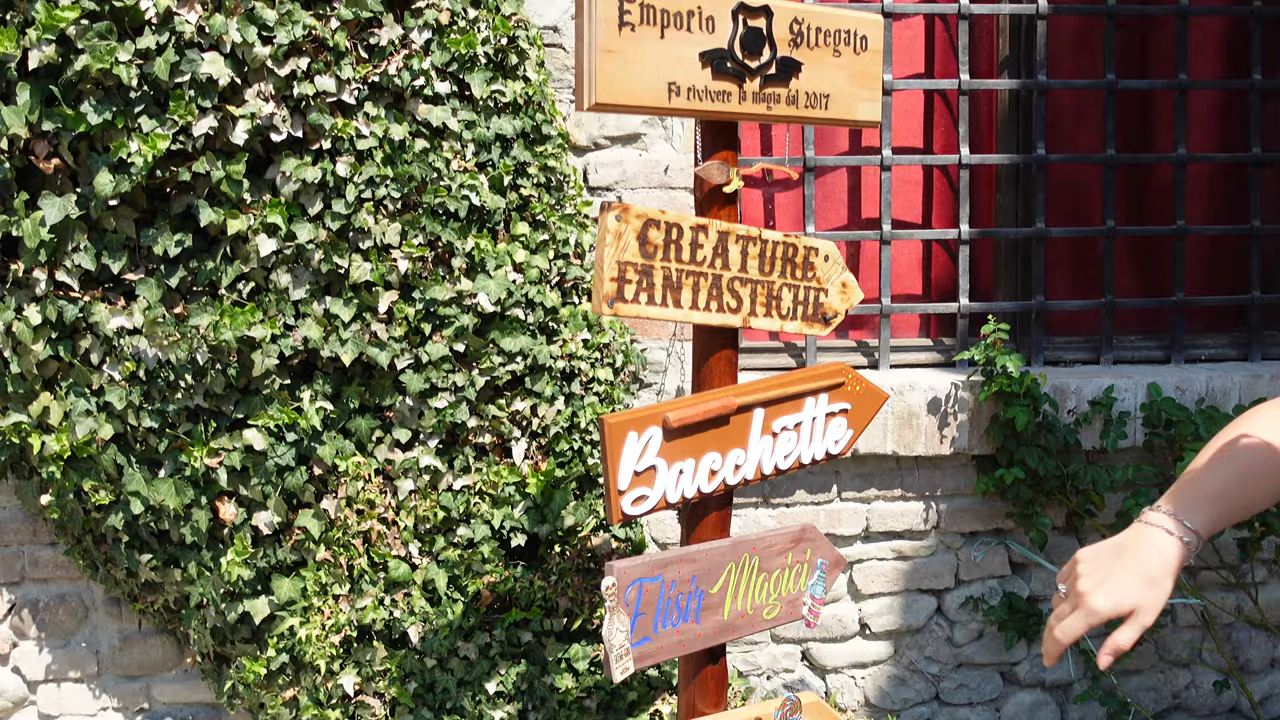 Emporio Stregato
Fa rivivere la magia dal 2017
CREATURE
FANTASTICHE
Bacchette
Elisir Magici